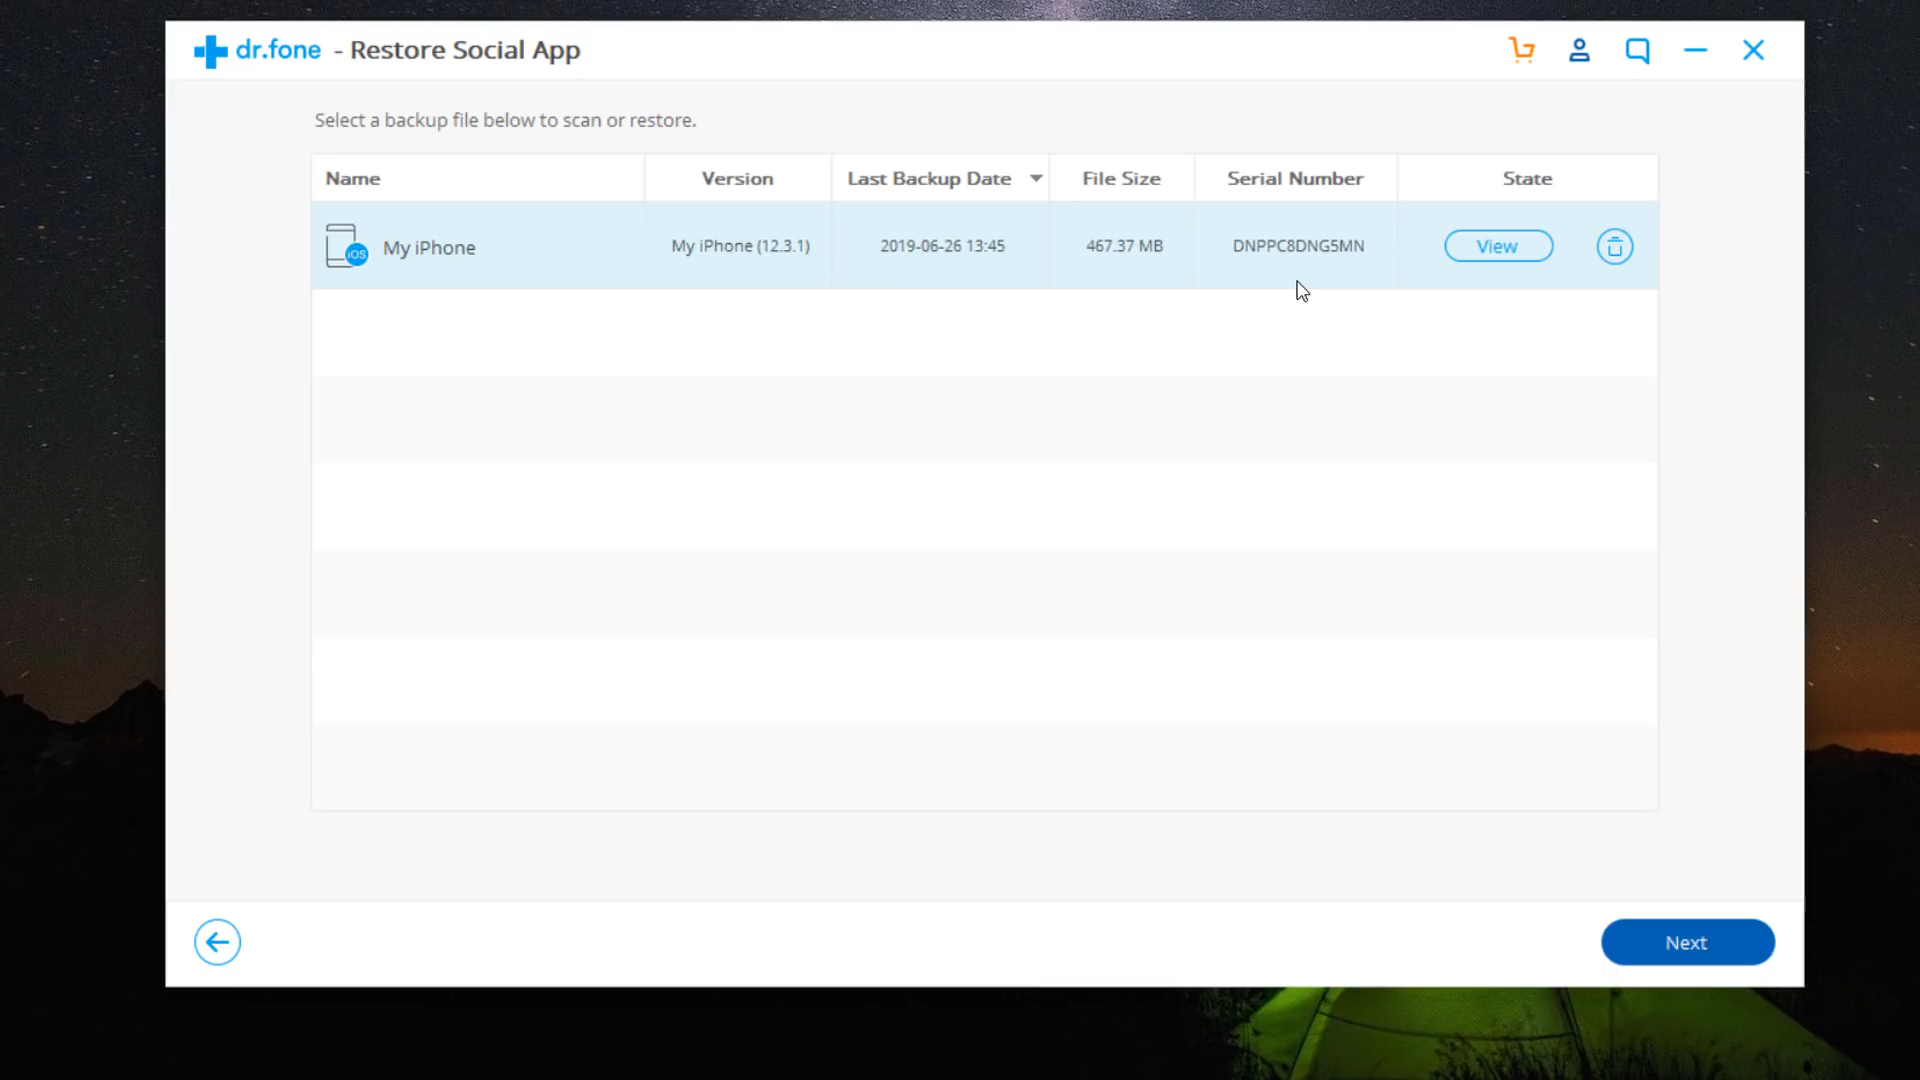 dr.fone - Restore Social App
Select a backup file below to scan or restore.
Name Version Last Backup Date File Size Serial Number State
iOS My iPhone My iPhone (12.3.1) 2019-06-26 13:45 467.37 MB DNPPC8DNG5MN View
Next